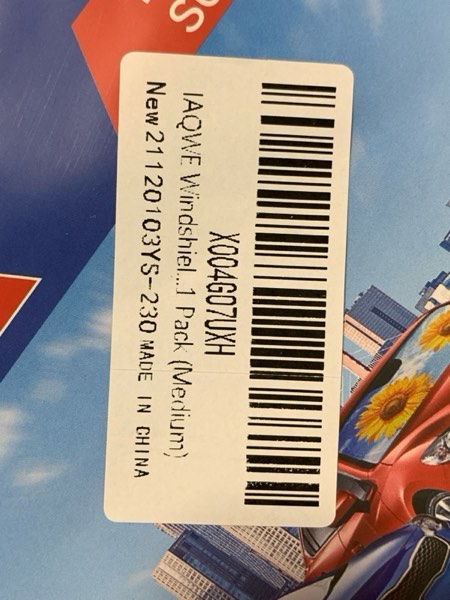 X004G07UXH
IAQWE Windshiel...1 Pack (Medium)
New 21120103YS-230 MADE IN CHINA